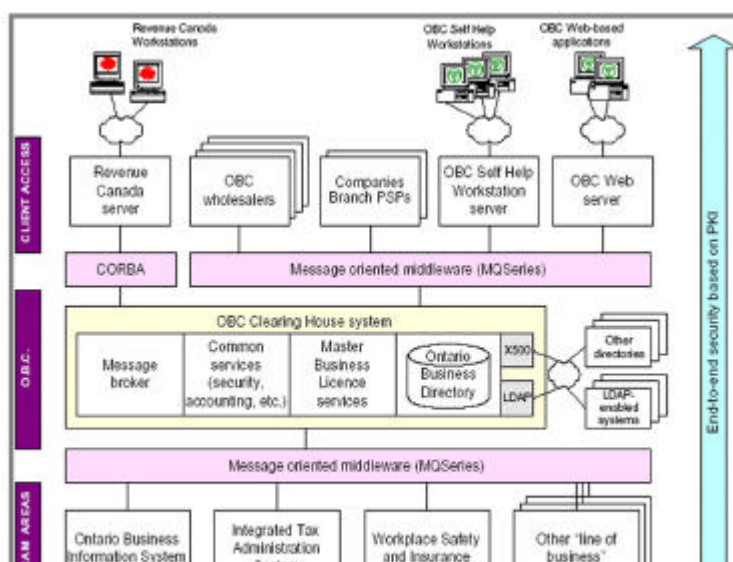 Revenue Canada
Workstations
OBC Self Help
Workstations
OBC Web-based
applications
CLIENT ACCESS
Revenue
Canada
server
OBC
wholesalers
Companies
Branch PSPs
OBC Self Help
Workstation
server
OBC Web
server
CORBA
Message oriented middleware (MQSeries)
O.B.C.
OBC Clearing House system
Message
broker
Common
services
(security,
accounting, etc.)
Master
Business
Licence
services
Ontario
Business
Directory
X500
LDAP
Other
directories
LDAP-
enabled
systems
End-to-end security based on PKI
Message oriented middleware (MQSeries)
AM AREAS
Ontario Business
Information System
Integrated Tax
Administration
Workplace Safety
and Insurance
Other "line of
business"